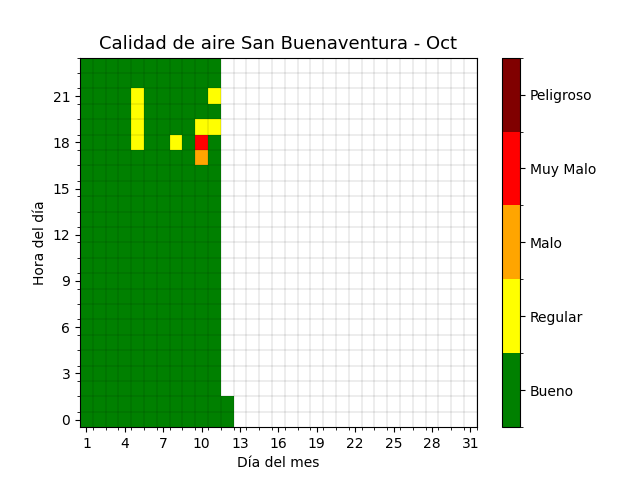 Calidad de aire San Buenaventura - Oct
Hora del día
21
18
15
12
9
6
3
0
1 4 7 10 13 16 19 22 25 28 31
Día del mes
Peligroso
Muy Malo
Malo
Regular
Bueno